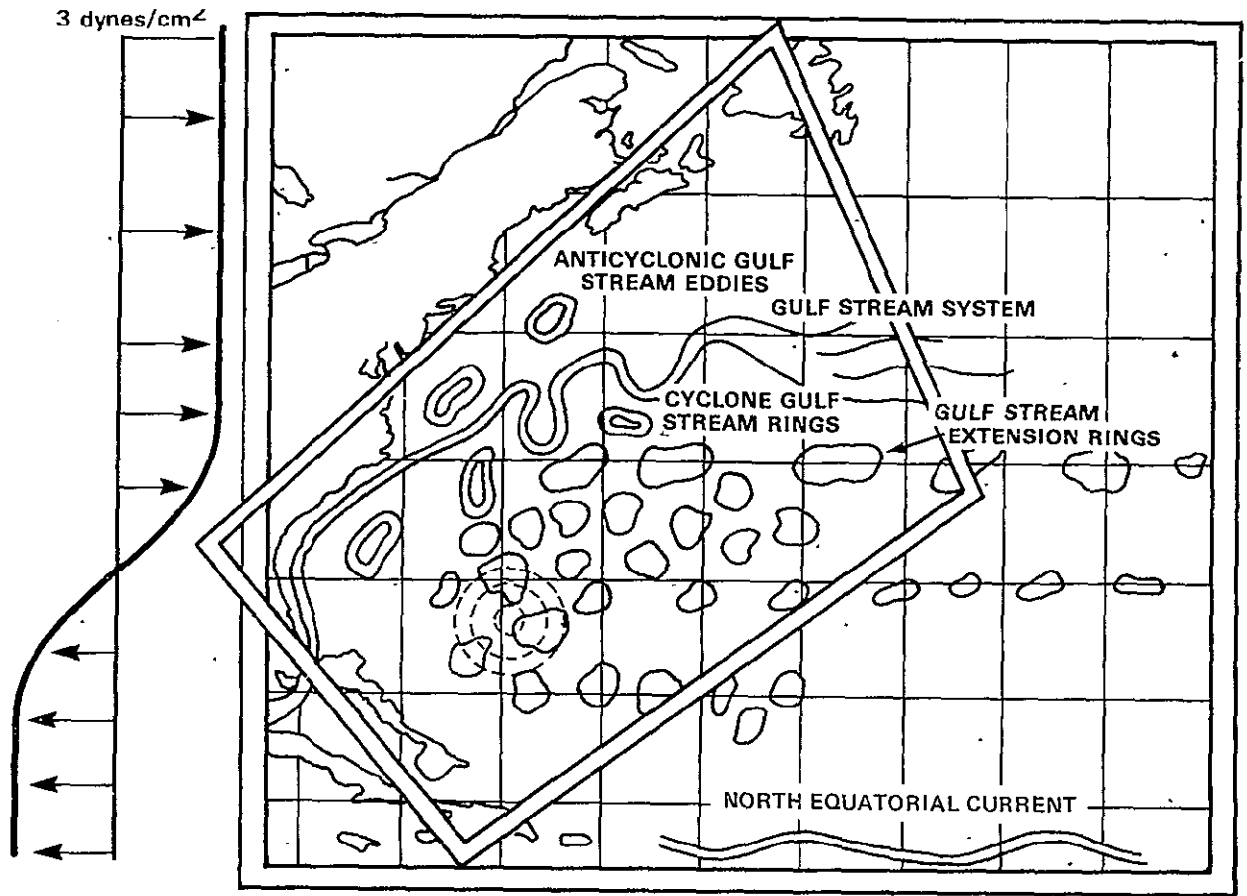 3 dynes/cm2
ANTICYCLONIC GULF
STREAM EDDIES
GULF STREAM SYSTEM
CYCLONE GULF
STREAM RINGS
GULF STREAM
EXTENSION RINGS
NORTH EQUATORIAL CURRENT